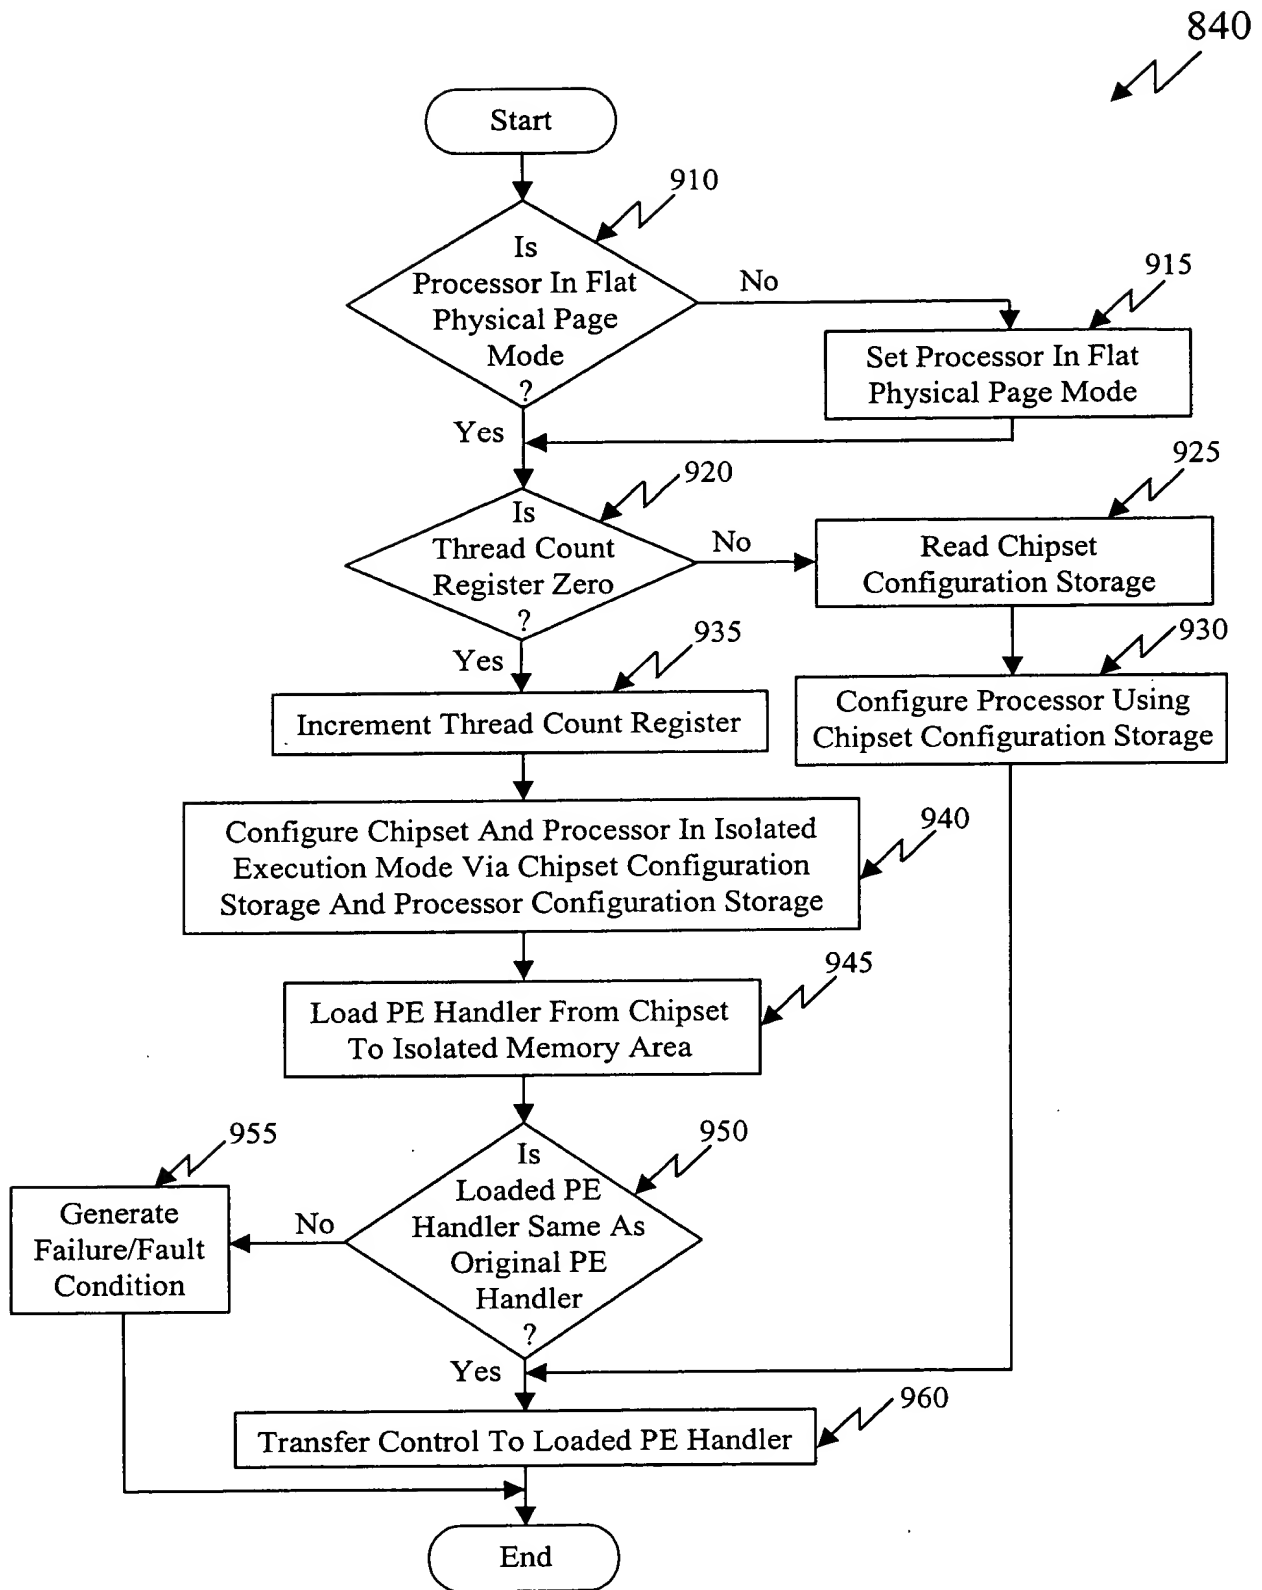 840
Start
910
Is
Processor In Flat
Physical Page
Mode
?
No
915
Set Processor In Flat
Physical Page Mode
Yes
920
Is
Thread Count
Register Zero
?
No
925
Read Chipset
Configuration Storage
Yes
935
930
Increment Thread Count Register
Configure Processor Using
Chipset Configuration Storage
Configure Chipset And Processor In Isolated
Execution Mode Via Chipset Configuration
Storage And Processor Configuration Storage
940
Load PE Handler From Chipset
To Isolated Memory Area
945
955
950
Is
Loaded PE
Handler Same As
Original PE
Handler
?
No
Generate
Failure/Fault
Condition
Yes
960
Transfer Control To Loaded PE Handler
End